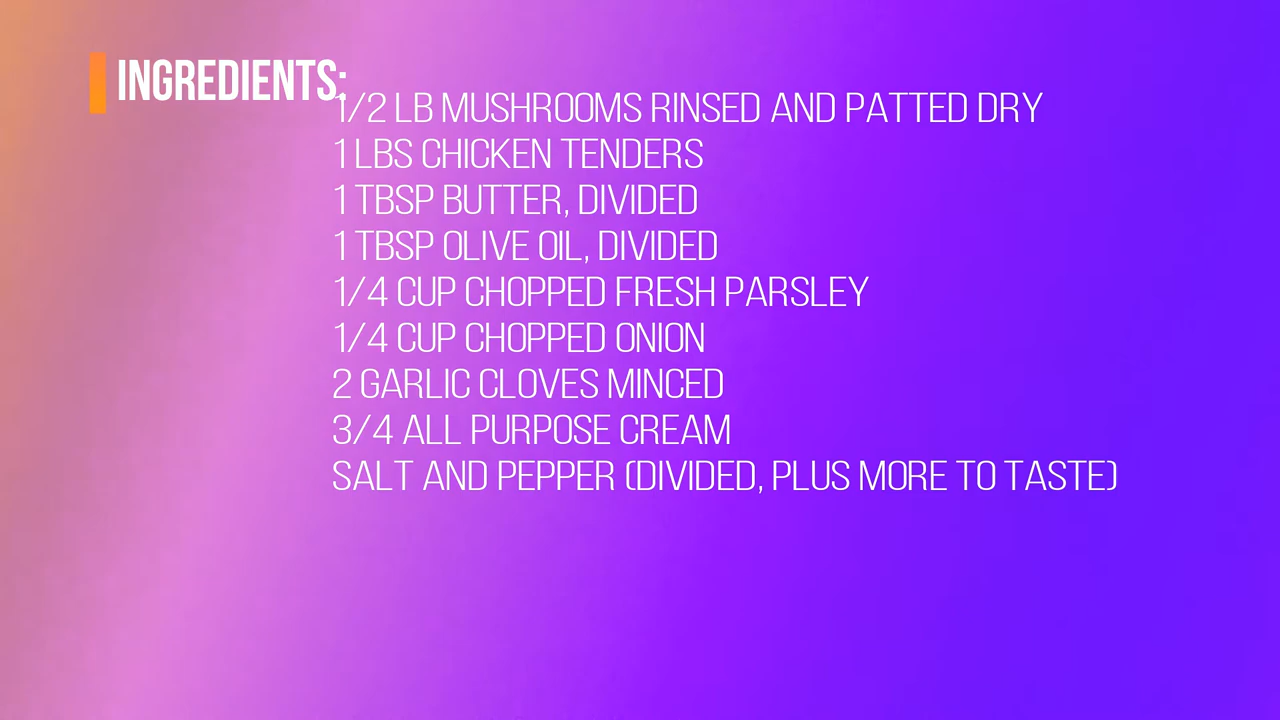 INGREDIENTS:
1/2 LB MUSHROOMS RINSED AND PATTED DRY
1 LBS CHICKEN TENDERS
1 TBSP BUTTER, DIVIDED
1 TBSP OLIVE OIL, DIVIDED
1/4 CUP CHOPPED FRESH PARSLEY
1/4 CUP CHOPPED ONION
2 GARLIC CLOVES MINCED
3/4 ALL PURPOSE CREAM
SALT AND PEPPER (DIVIDED, PLUS MORE TO TASTE)